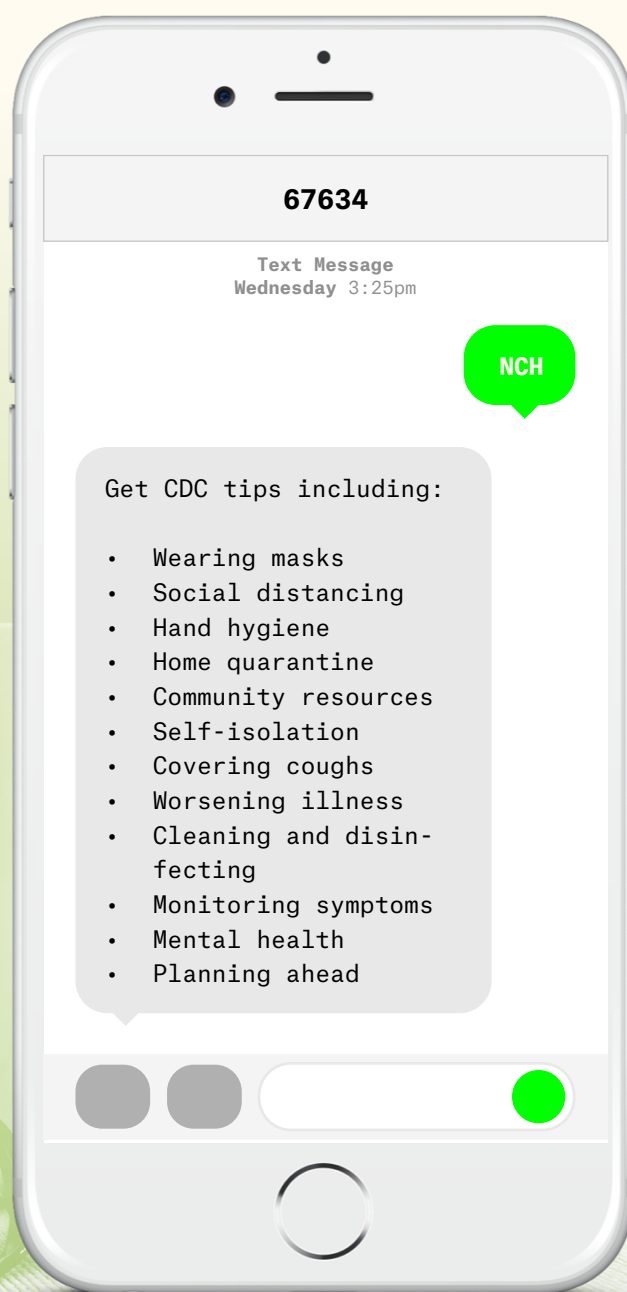 67634
Text Message
Wednesday 3:25pm
NCH
Get CDC tips including:
• Wearing masks
• Social distancing
• Hand hygiene
• Home quarantine
• Community resources
• Self-isolation
• Covering coughs
• Worsening illness
• Cleaning and disin-
fecting
• Monitoring symptoms
• Mental health
• Planning ahead